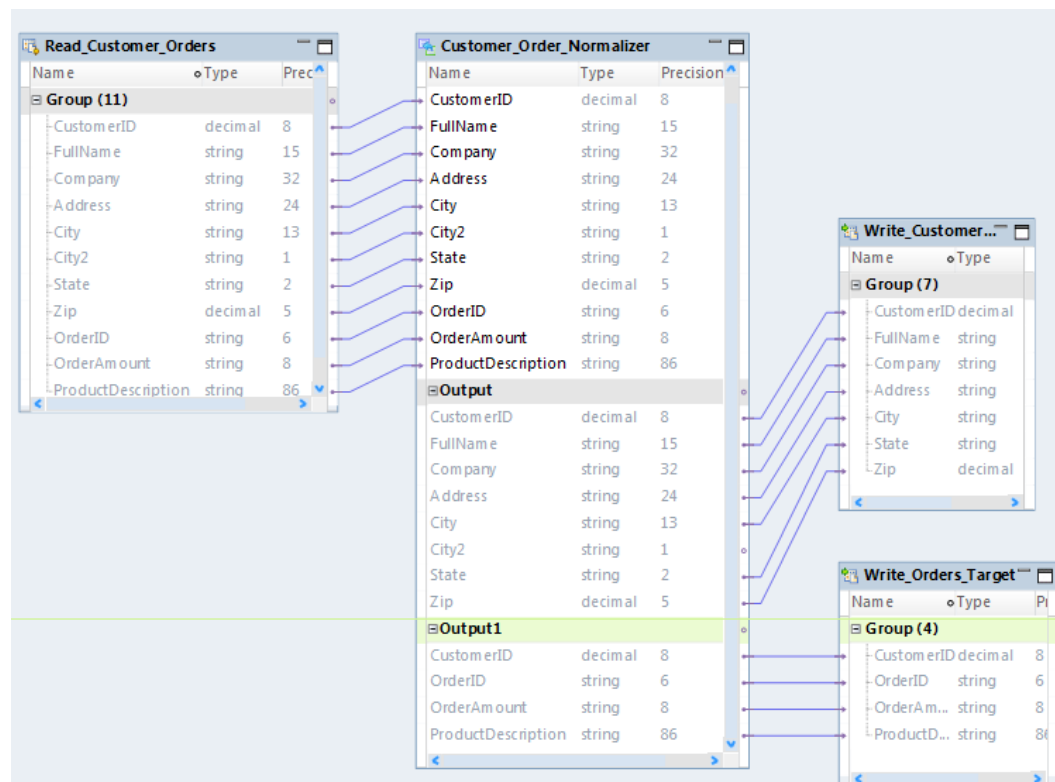 Read_Customer_Orders
Name Type Prec
Group (11)
CustomerID decimal 8
FullName string 15
Company string 32
Address string 24
City string 13
City2 string 1
State string 2
Zip decimal 5
OrderID string 6
OrderAmount string 8
ProductDescription string 86
Customer_Order_Normalizer
Name Type Precision
CustomerID decimal 8
FullName string 15
Company string 32
Address string 24
City string 13
City2 string 1
State string 2
Zip decimal 5
OrderID string 6
OrderAmount string 8
ProductDescription string 86
Output
CustomerID decimal 8
FullName string 15
Company string 32
Address string 24
City string 13
City2 string 1
State string 2
Zip decimal 5
Output1
CustomerID decimal 8
OrderID string 6
OrderAmount string 8
ProductDescription string 86
Write_Customer...
Name Type
Group (7)
CustomerID decimal
FullName string
Company string
Address string
City string
State string
Zip decimal
Write_Orders_Target
Name Type Pr
Group (4)
CustomerID decimal 8
OrderID string 6
OrderAm... string 8
ProductD... string 86